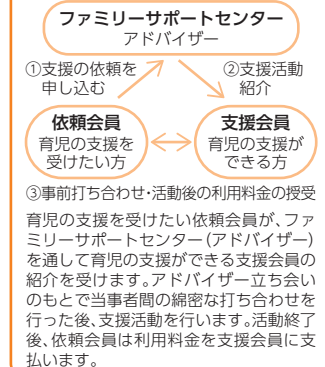 ファミリーサポートセンター
アドバイザー
①支援の依頼を
申し込む
②支援活動
紹介
依頼会員
育児の支援を
受けたい方
支援会員
育児の支援が
できる方
③事前打ち合わせ・活動後の利用料金の授受
育児の支援を受けたい依頼会員が、ファ
ミリーサポートセンター(アドバイザー)
を通して育児の支援ができる支援会員の
紹介を受けます。アドバイザー立ち会い
のもとで当事者間の綿密な打ち合わせを
行った後、支援活動を行います。活動終了
後、依頼会員は利用料金を支援会員に支
払います。